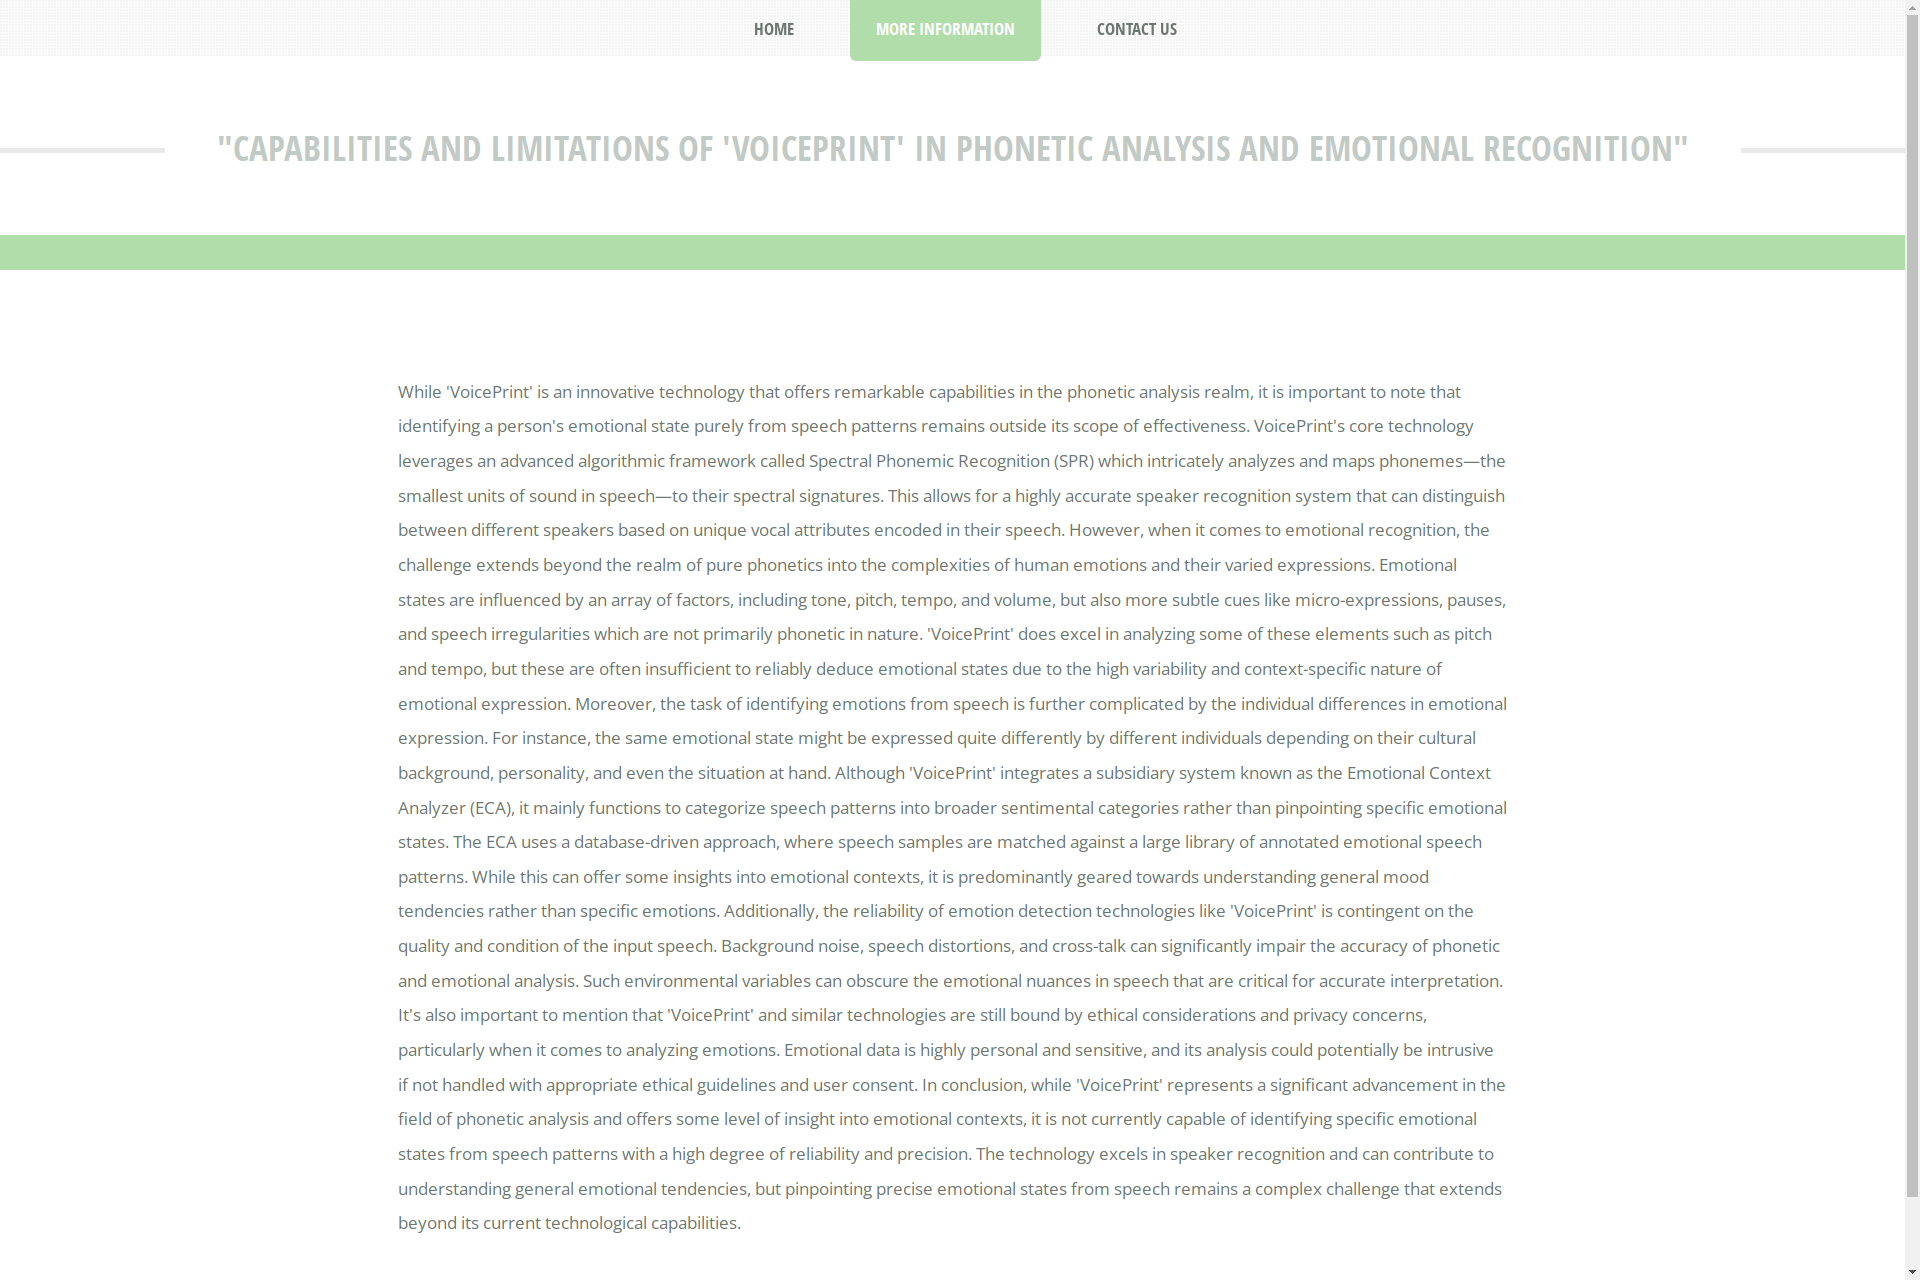 HOME
MORE INFORMATION
CONTACT US
"CAPABILITIES AND LIMITATIONS OF 'VOICEPRINT' IN PHONETIC ANALYSIS AND EMOTIONAL RECOGNITION"
While 'VoicePrint' is an innovative technology that offers remarkable capabilities in the phonetic analysis realm, it is important to note that
identifying a person's emotional state purely from speech patterns remains outside its scope of effectiveness. VoicePrint's core technology
leverages an advanced algorithmic framework called Spectral Phonemic Recognition (SPR) which intricately analyzes and maps phonemes—the
smallest units of sound in speech—to their spectral signatures. This allows for a highly accurate speaker recognition system that can distinguish
between different speakers based on unique vocal attributes encoded in their speech. However, when it comes to emotional recognition, the
challenge extends beyond the realm of pure phonetics into the complexities of human emotions and their varied expressions. Emotional
states are influenced by an array of factors, including tone, pitch, tempo, and volume, but also more subtle cues like micro-expressions, pauses,
and speech irregularities which are not primarily phonetic in nature. 'VoicePrint' does excel in analyzing some of these elements such as pitch
and tempo, but these are often insufficient to reliably deduce emotional states due to the high variability and context-specific nature of
emotional expression. Moreover, the task of identifying emotions from speech is further complicated by the individual differences in emotional
expression. For instance, the same emotional state might be expressed quite differently by different individuals depending on their cultural
background, personality, and even the situation at hand. Although 'VoicePrint' integrates a subsidiary system known as the Emotional Context
Analyzer (ECA), it mainly functions to categorize speech patterns into broader sentimental categories rather than pinpointing specific emotional
states. The ECA uses a database-driven approach, where speech samples are matched against a large library of annotated emotional speech
patterns. While this can offer some insights into emotional contexts, it is predominantly geared towards understanding general mood
tendencies rather than specific emotions. Additionally, the reliability of emotion detection technologies like 'VoicePrint' is contingent on the
quality and condition of the input speech. Background noise, speech distortions, and cross-talk can significantly impair the accuracy of phonetic
and emotional analysis. Such environmental variables can obscure the emotional nuances in speech that are critical for accurate interpretation.
It's also important to mention that 'VoicePrint' and similar technologies are still bound by ethical considerations and privacy concerns,
particularly when it comes to analyzing emotions. Emotional data is highly personal and sensitive, and its analysis could potentially be intrusive
if not handled with appropriate ethical guidelines and user consent. In conclusion, while 'VoicePrint' represents a significant advancement in the
field of phonetic analysis and offers some level of insight into emotional contexts, it is not currently capable of identifying specific emotional
states from speech patterns with a high degree of reliability and precision. The technology excels in speaker recognition and can contribute to
understanding general emotional tendencies, but pinpointing precise emotional states from speech remains a complex challenge that extends
beyond its current technological capabilities.